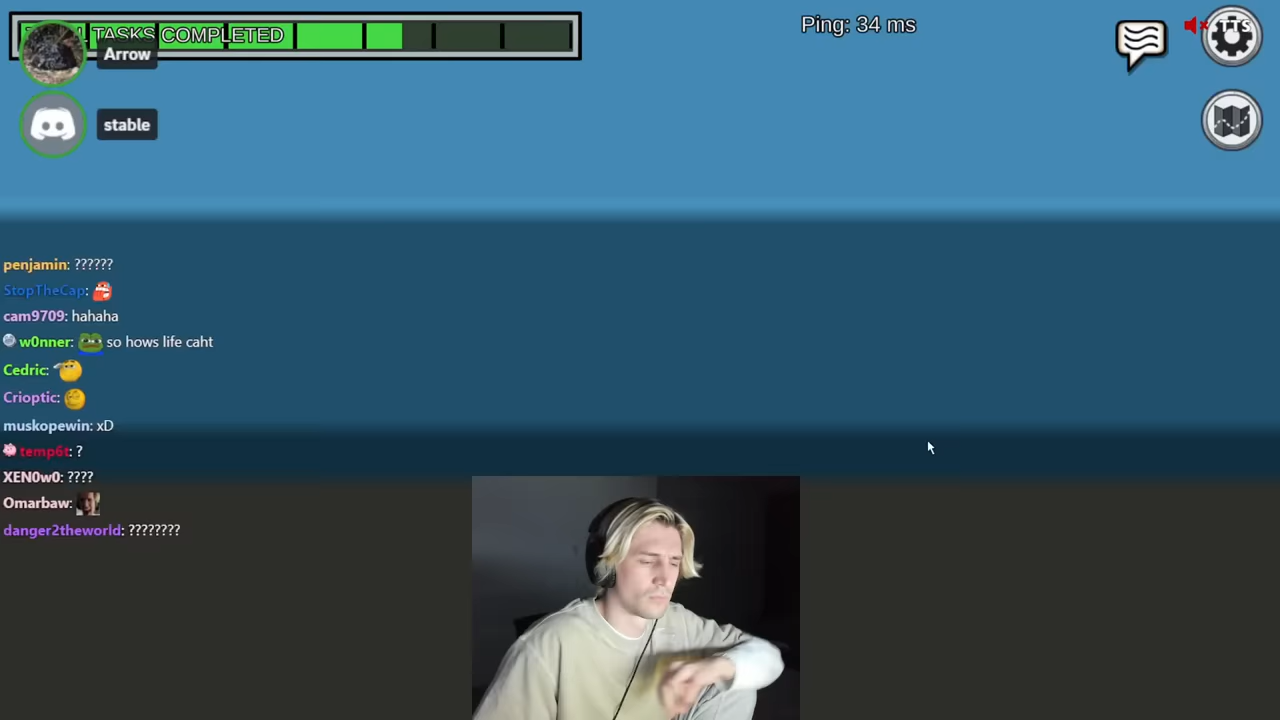 TASKS COMPLETED
Ping: 34 ms
TTS
Arrow
stable
penjamin: ??????
StopTheCap:
cam9709: hahaha
w0nner: so hows life caht
Cedric:
Crioptic:
muskopewin: xD
temp6t: ?
XEN0w0: ????
Omarbaw:
danger2theworld: ????????